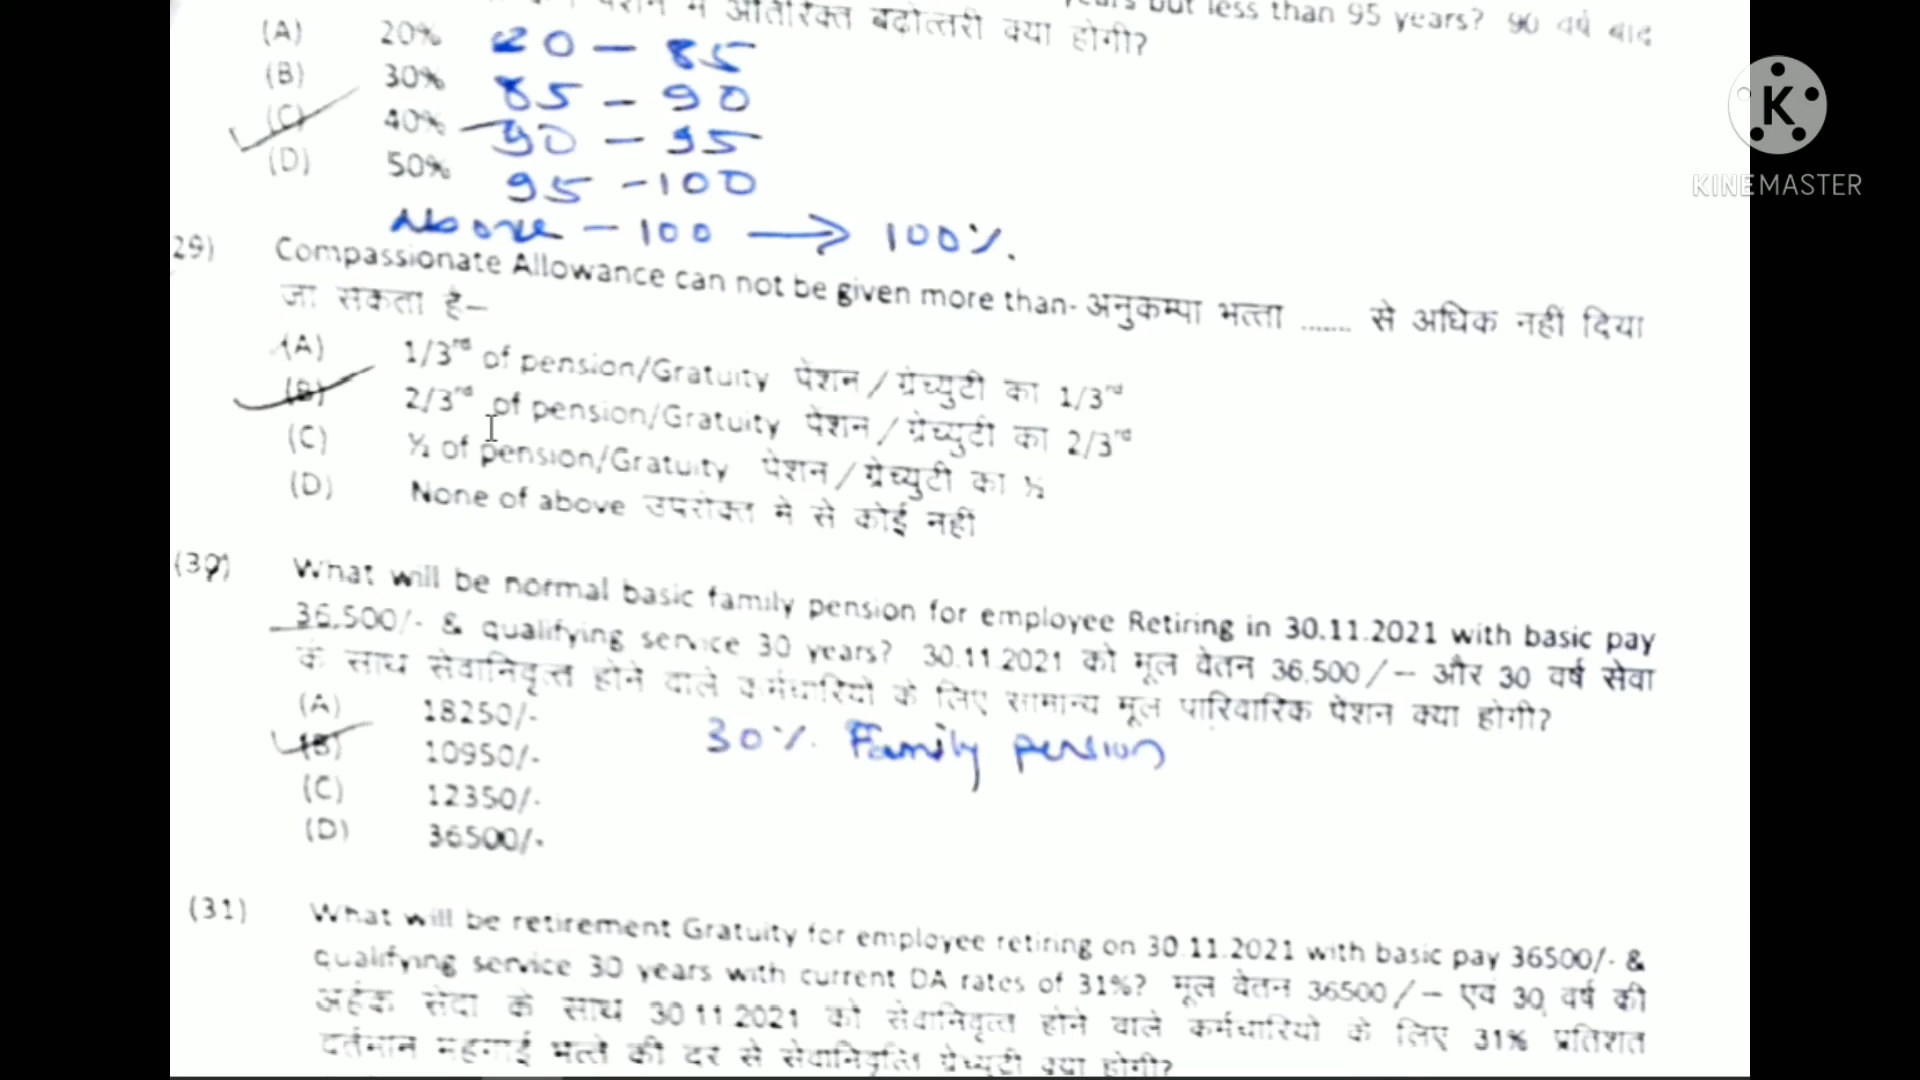 years but less than 95 years? 90 वर्ष बाद
पेंशन में अतिरिक्त बढ़ोत्तरी क्या होगी?
(A) 20% 20 - 85
(B) 30% 85 - 90
(C) 40% 90 - 95
(D) 50% 95 - 100
Above - 100 → 100%.
29) Compassionate Allowance can not be given more than- अनुकम्पा भत्ता ....... से अधिक नहीं दिया
जा सकता है—
(A) 1/3rd of pension/Gratuity पेंशन / ग्रेच्युटी का 1/3rd
(B) 2/3rd of pension/Gratuity पेंशन / ग्रेच्युटी का 2/3rd
(C) ½ of pension/Gratuity पेंशन / ग्रेच्युटी का ½
(D) None of above उपरोक्त में से कोई नहीं
(30) What will be normal basic family pension for employee Retiring in 30.11.2021 with basic pay
36,500/- & qualifying service 30 years? 30.11.2021 को मूल वेतन 36,500/— और 30 वर्ष सेवा
के साथ सेवानिवृत्त होने वाले कर्मचारियों के लिए सामान्य मूल पारिवारिक पेंशन क्या होगी?
(A) 18250/-
(B) 10950/- 30%. Family pension
(C) 12350/-
(D) 36500/-
(31) What will be retirement Gratuity for employee retiring on 30.11.2021 with basic pay 36500/- &
qualifying service 30 years with current DA rates of 31%? मूल वेतन 36500/— एवं 30 वर्ष की
अर्हक सेवा के साथ 30.11.2021 को सेवानिवृत्त होने वाले कर्मचारियों के लिए 31% प्रतिशत
वर्तमान महगाई भत्ते की दर से सेवानिवृत्ति ग्रेच्युटी क्या होगी?
K
KINEMASTER